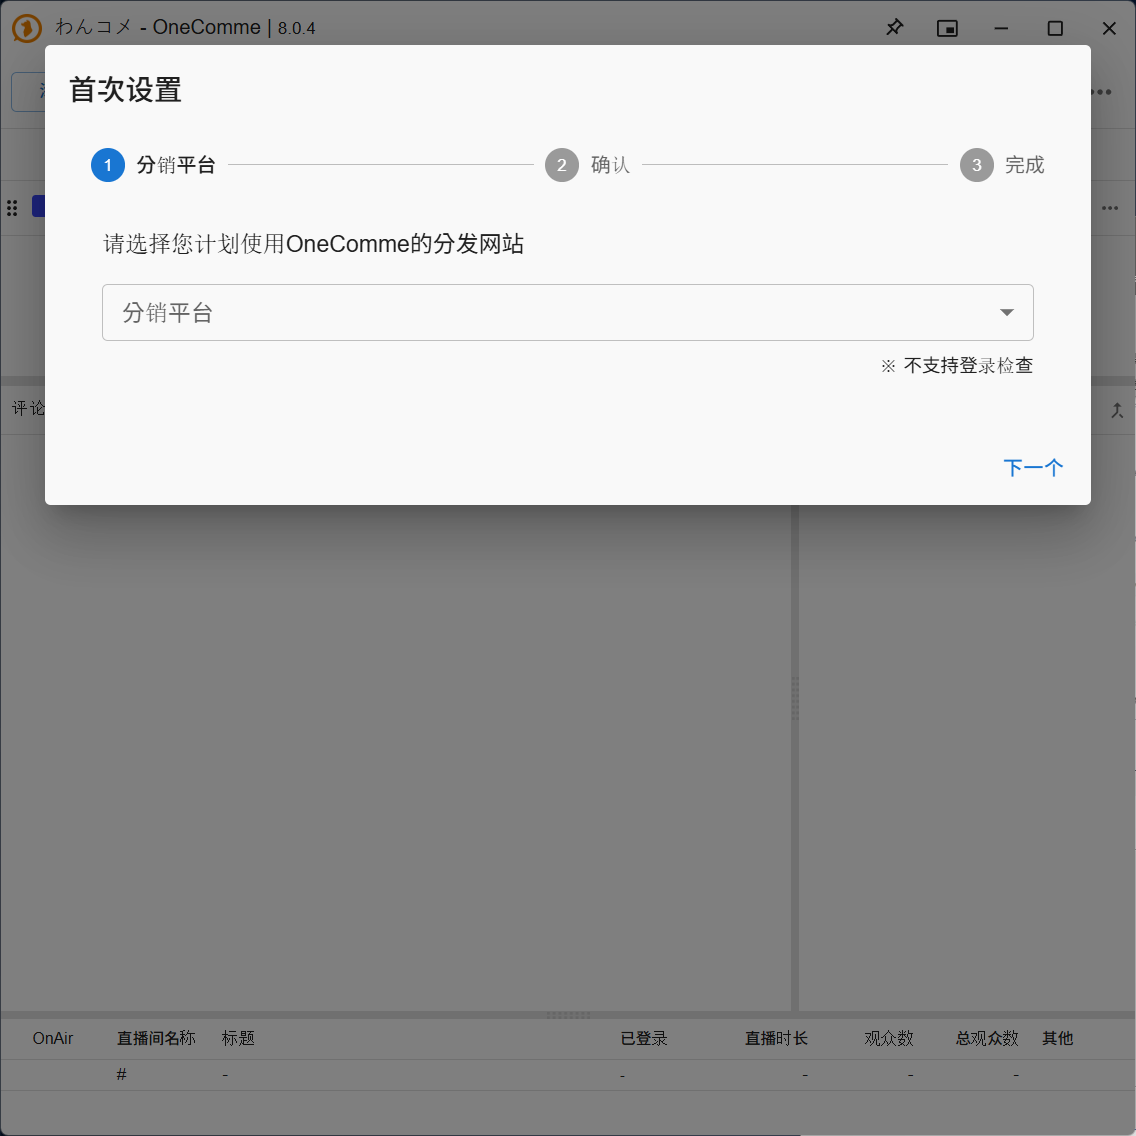 わんコメ - OneComme | 8.0.4
首次设置
1 分销平台
2 确认
3 完成
请选择您计划使用OneComme的分发网站
分销平台
※ 不支持登录检查
评论
下一个
OnAir 直播间名称 标题 已登录 直播时长 观众数 总观众数 其他
# - - - - -